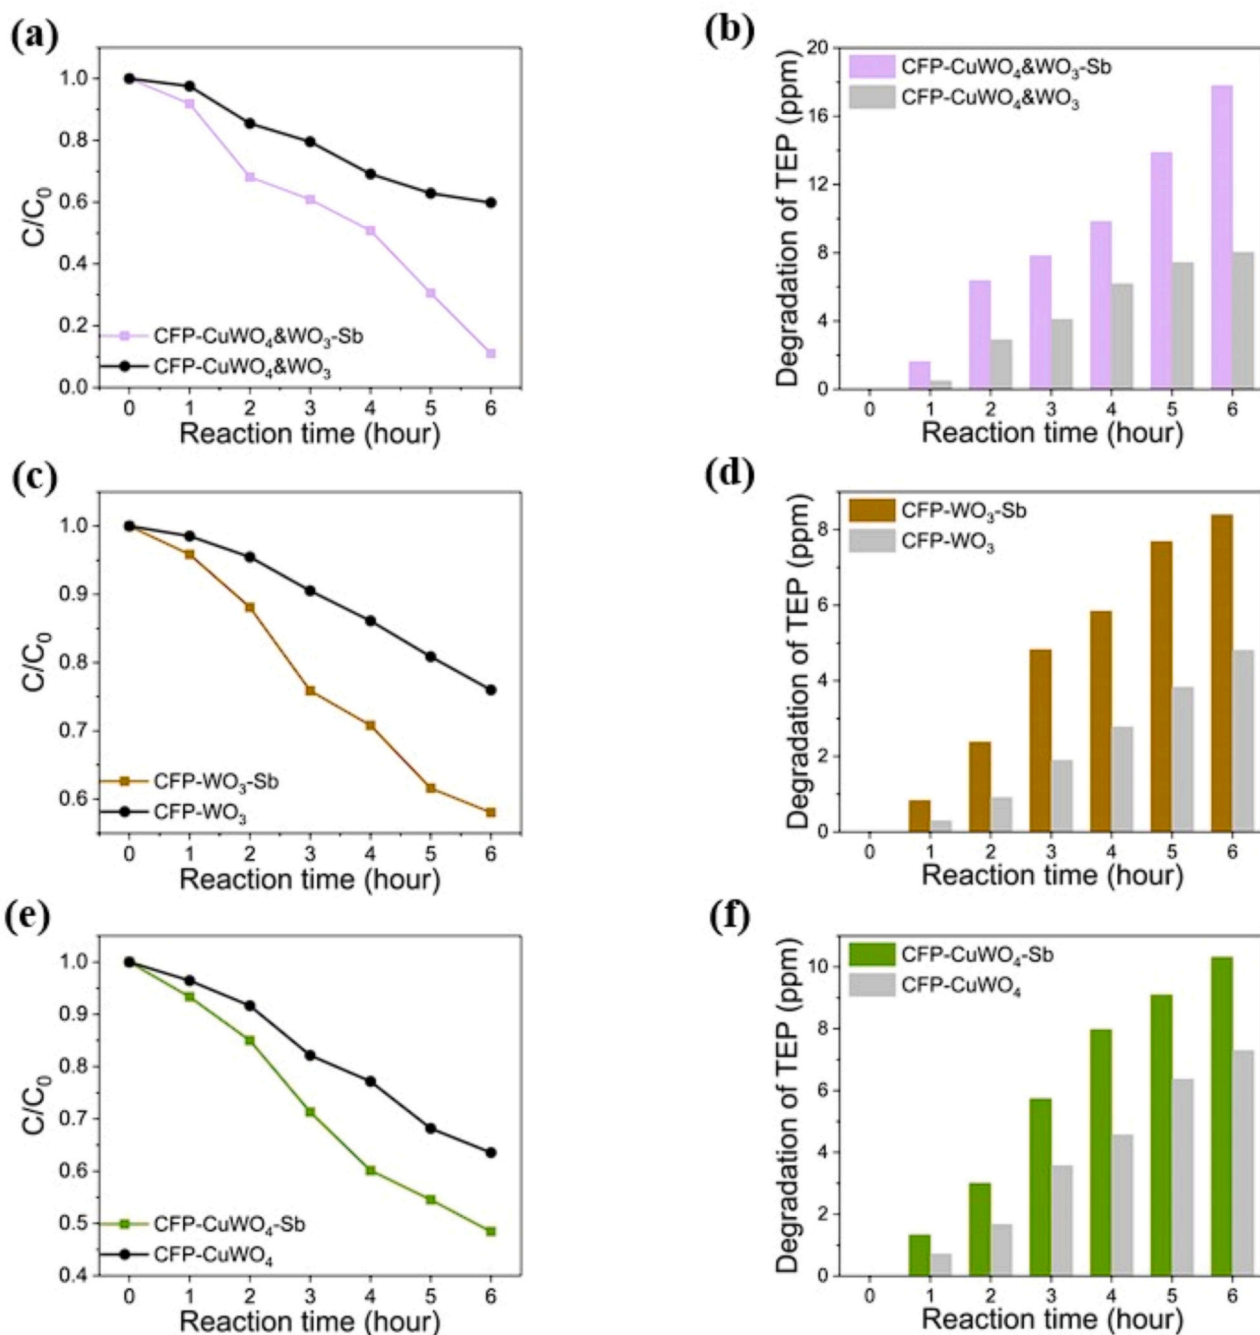 (a)
C/C₀
1.0
0.8
0.6
0.4
0.2
0.0
CFP-CuWO₄&WO₃-Sb
CFP-CuWO₄&WO₃
0 1 2 3 4 5 6
Reaction time (hour)
(b)
Degradation of TEP (ppm)
20
16
12
8
4
0
CFP-CuWO₄&WO₃-Sb
CFP-CuWO₄&WO₃
0 1 2 3 4 5 6
Reaction time (hour)
(c)
C/C₀
1.0
0.9
0.8
0.7
0.6
CFP-WO₃-Sb
CFP-WO₃
0 1 2 3 4 5 6
Reaction time (hour)
(d)
Degradation of TEP (ppm)
8
6
4
2
0
CFP-WO₃-Sb
CFP-WO₃
0 1 2 3 4 5 6
Reaction time (hour)
(e)
C/C₀
1.0
0.9
0.8
0.7
0.6
0.5
0.4
CFP-CuWO₄-Sb
CFP-CuWO₄
0 1 2 3 4 5 6
Reaction time (hour)
(f)
Degradation of TEP (ppm)
10
8
6
4
2
0
CFP-CuWO₄-Sb
CFP-CuWO₄
0 1 2 3 4 5 6
Reaction time (hour)